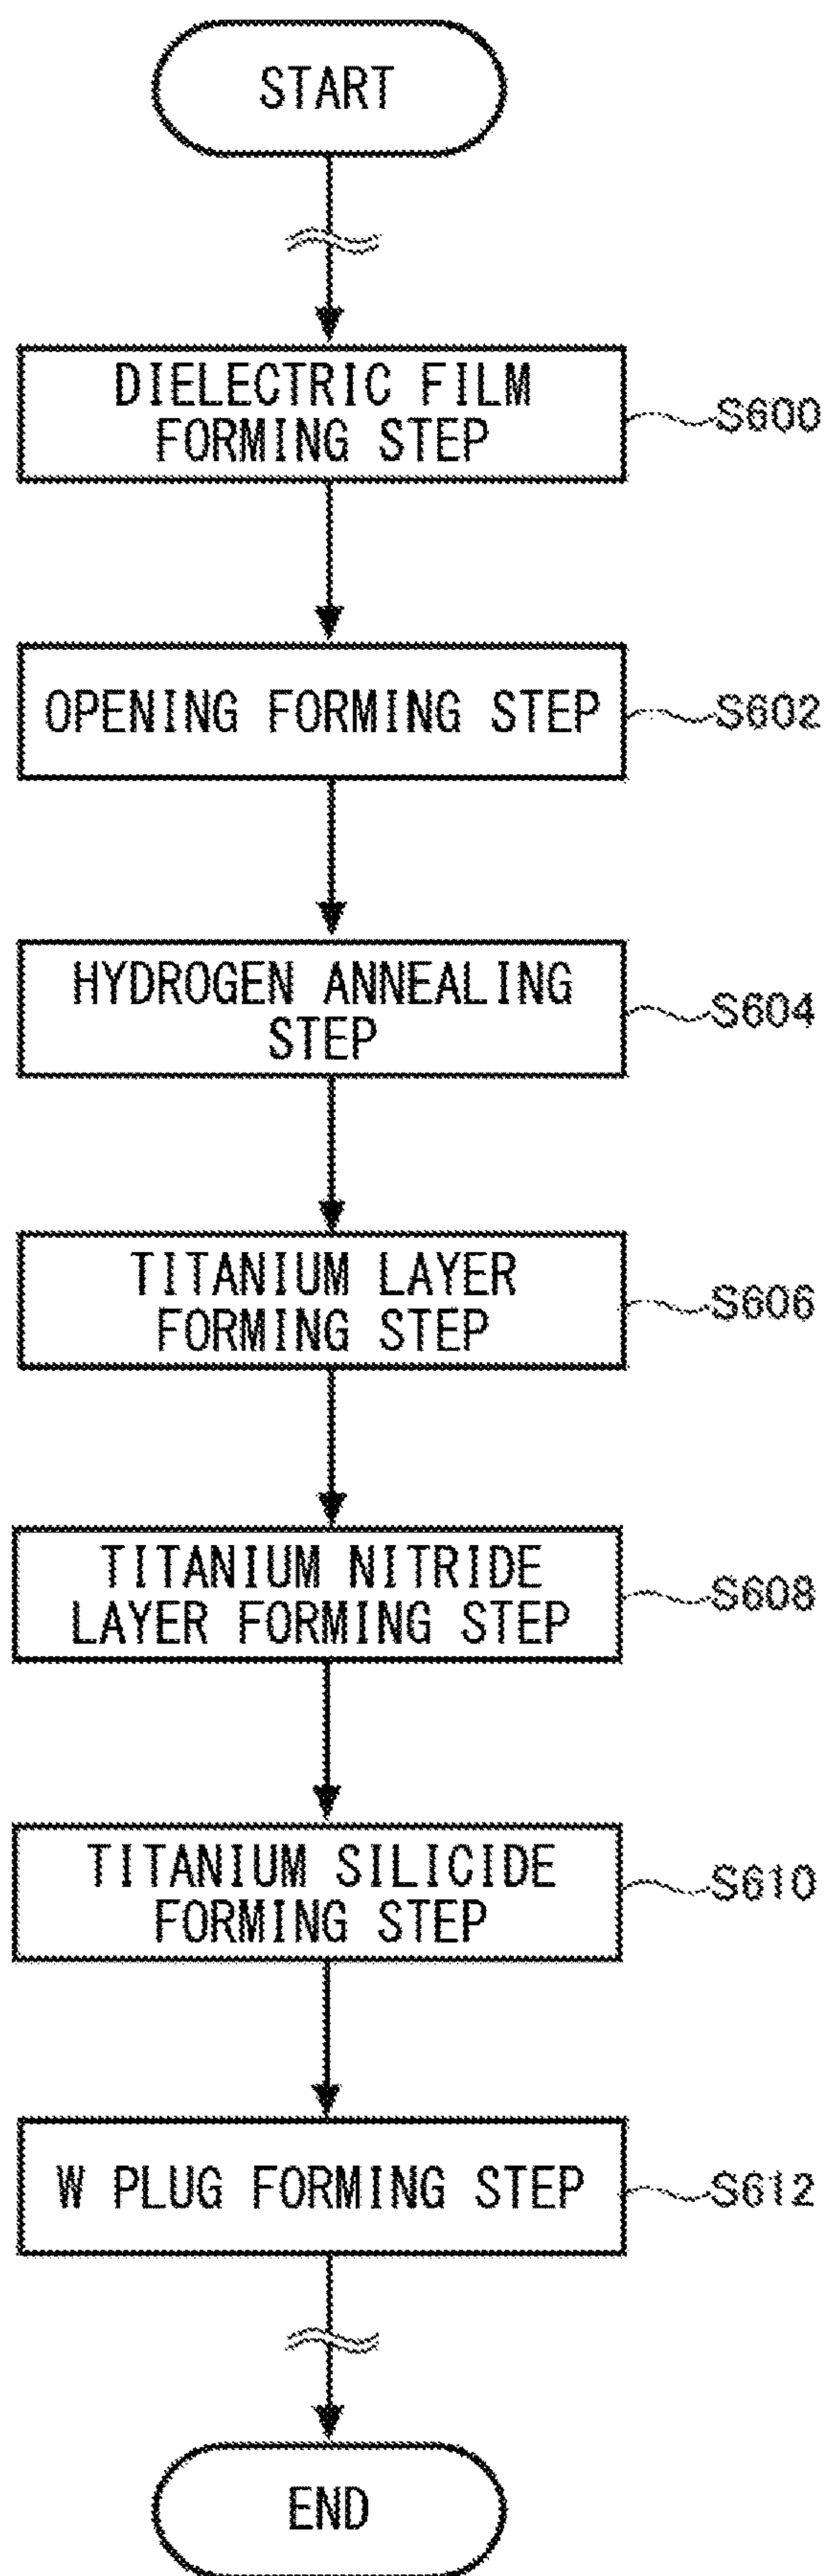 START
DIELECTRIC FILM
FORMING STEP
S600
OPENING FORMING STEP
S602
HYDROGEN ANNEALING
STEP
S604
TITANIUM LAYER
FORMING STEP
S606
TITANIUM NITRIDE
LAYER FORMING STEP
S608
TITANIUM SILICIDE
FORMING STEP
S610
W PLUG FORMING STEP
S612
END